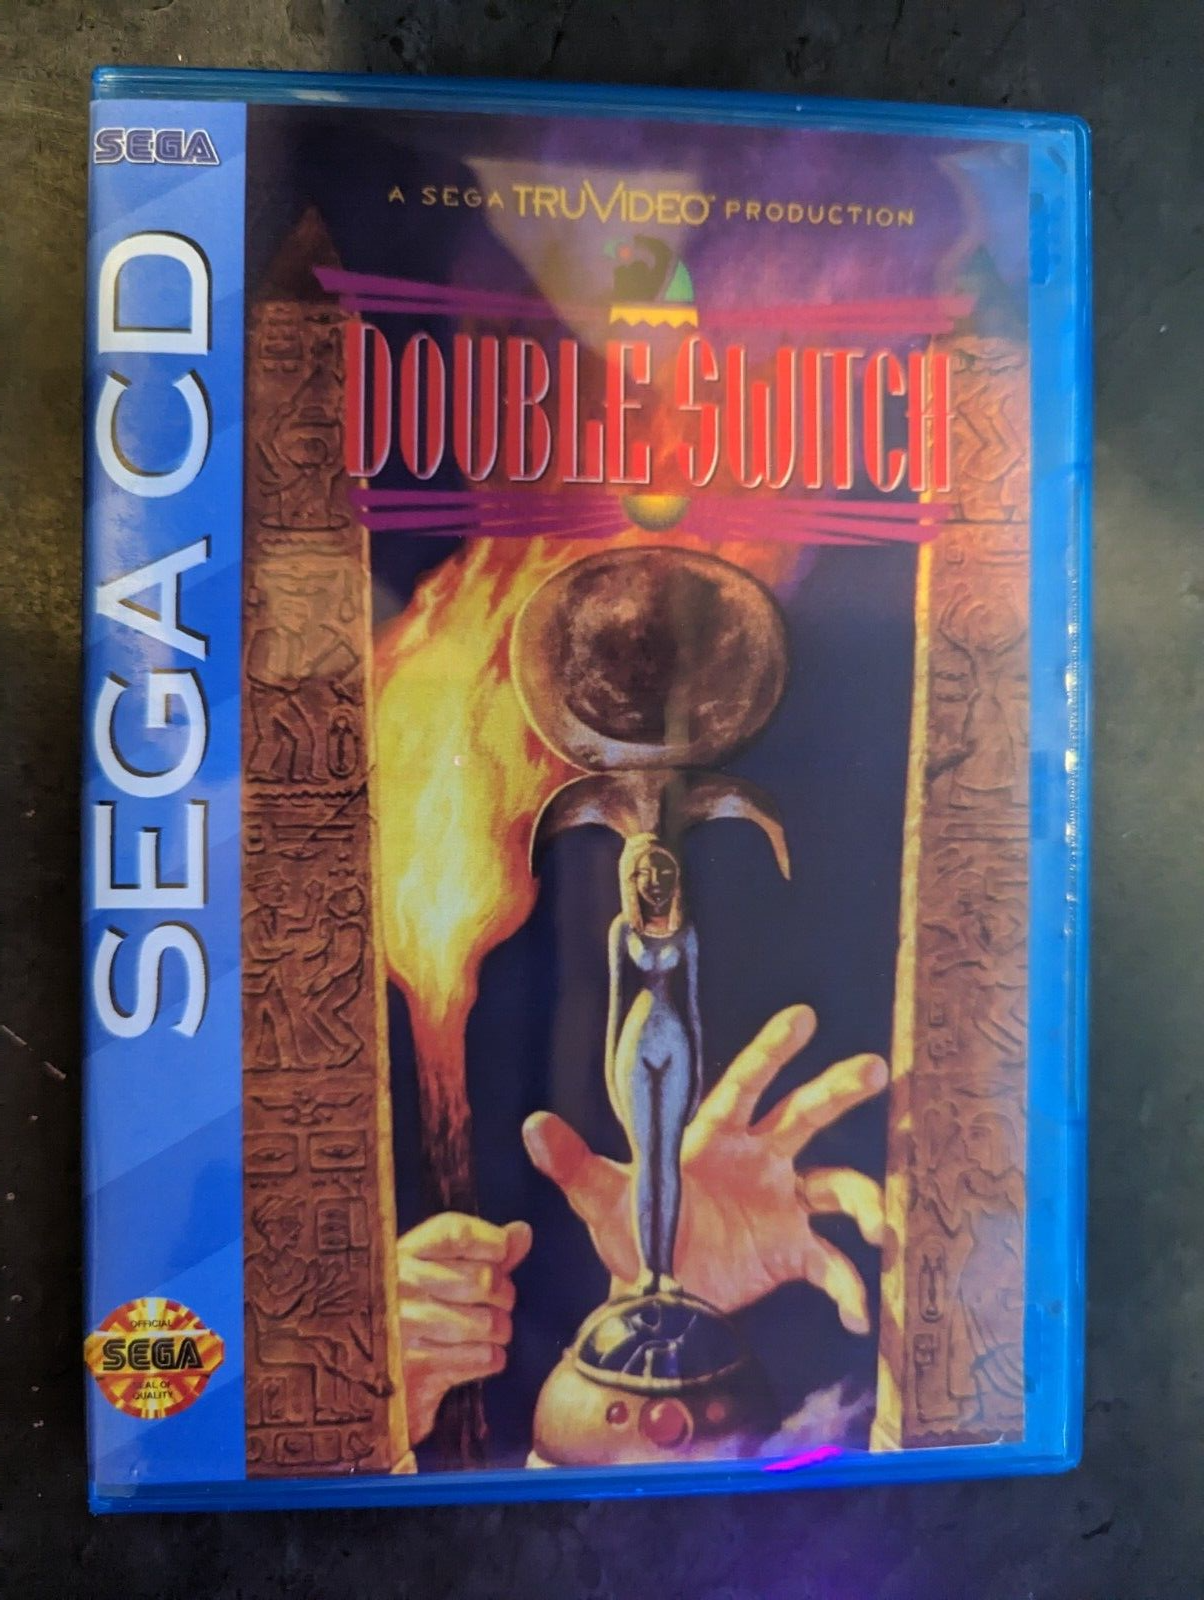 SEGA
SEGA CD
A SEGA TRUVIDEO® PRODUCTION
DOUBLE SWITCH
OFFICIAL
SEGA
SEAL OF
QUALITY